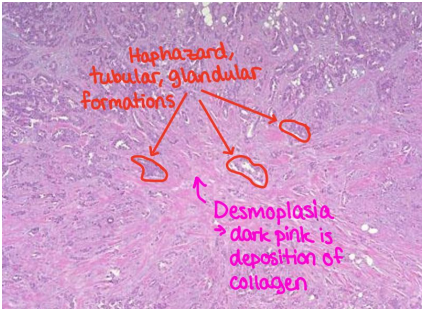 Haphazard,
tubular, glandular
formations
Desmoplasia
→ dark pink is
deposition of
collagen